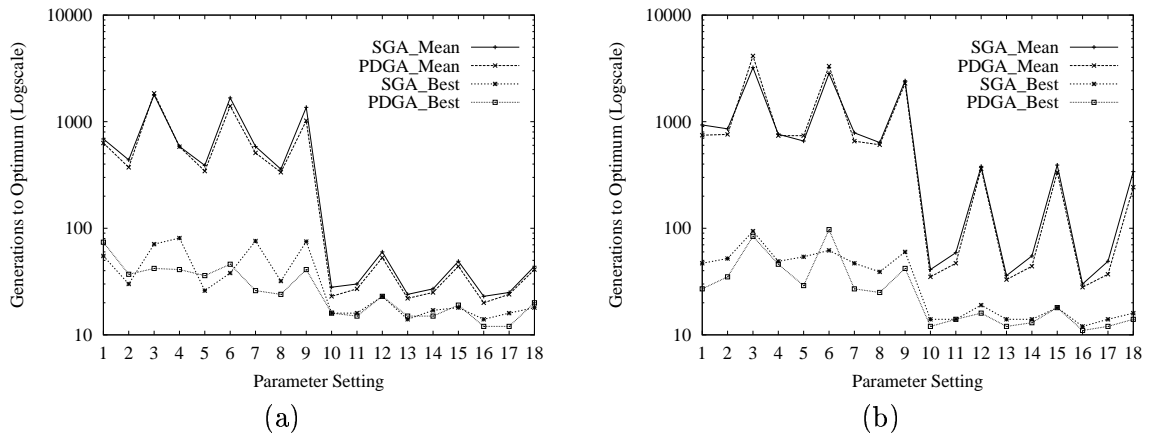 10000
1000
100
10
Generations to Optimum (Logscale)
SGA_Mean
PDGA_Mean
SGA_Best
PDGA_Best
1 2 3 4 5 6 7 8 9 10 11 12 13 14 15 16 17 18
Parameter Setting
(a)
10000
1000
100
10
Generations to Optimum (Logscale)
SGA_Mean
PDGA_Mean
SGA_Best
PDGA_Best
1 2 3 4 5 6 7 8 9 10 11 12 13 14 15 16 17 18
Parameter Setting
(b)